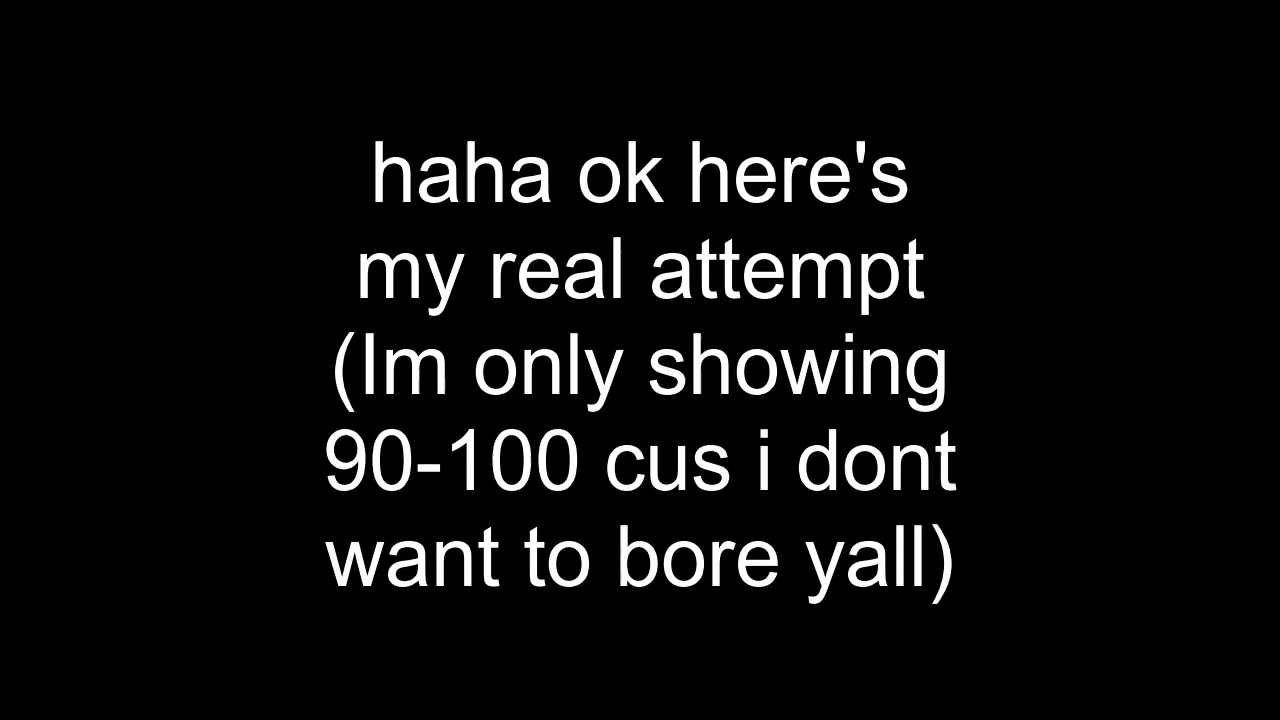 haha ok here's
my real attempt
(Im only showing
90-100 cus i dont
want to bore yall)